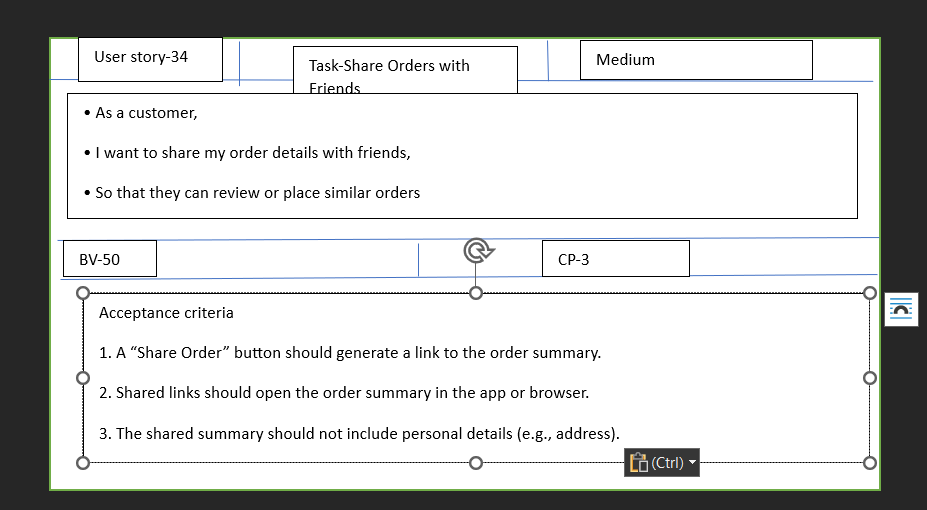 User story-34
Task-Share Orders with
Friends
Medium
• As a customer,
• I want to share my order details with friends,
• So that they can review or place similar orders
BV-50
CP-3
Acceptance criteria
1. A “Share Order” button should generate a link to the order summary.
2. Shared links should open the order summary in the app or browser.
3. The shared summary should not include personal details (e.g., address).
(Ctrl)